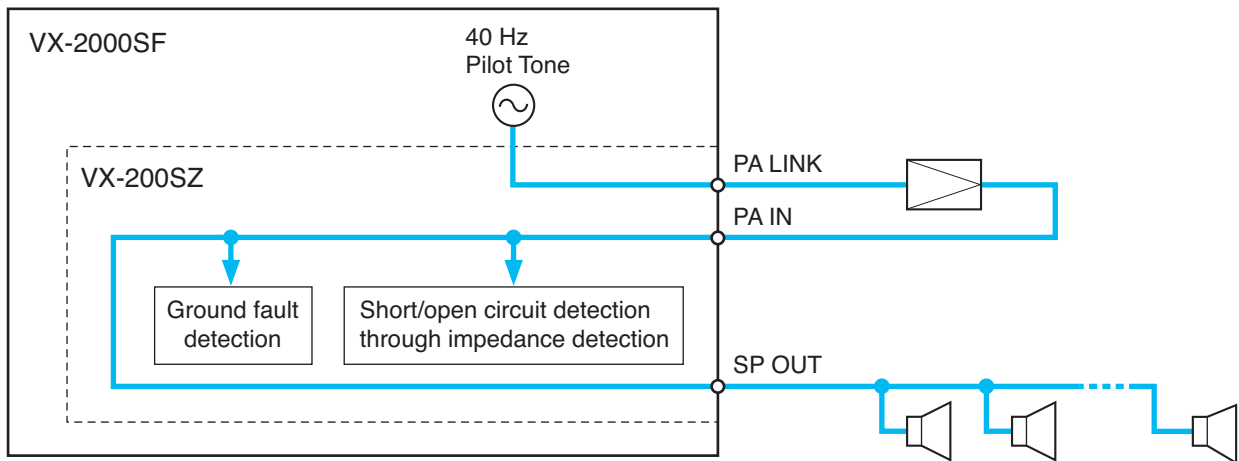 VX-2000SF
40 Hz
Pilot Tone
VX-200SZ
PA LINK
PA IN
Ground fault
detection
Short/open circuit detection
through impedance detection
SP OUT